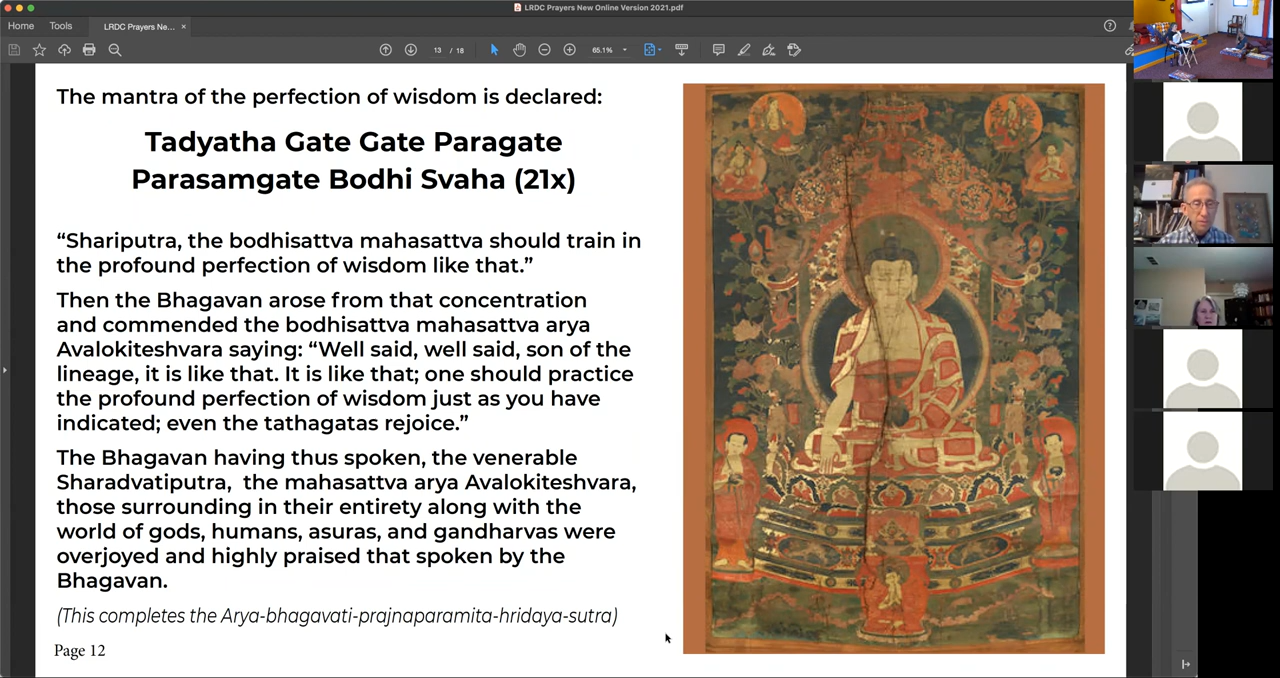 LRDC Prayers New Online Version 2021.pdf
Home Tools LRDC Prayers New On... ×
13 / 18 65.1%
The mantra of the perfection of wisdom is declared:
Tadyatha Gate Gate Paragate
Parasamgate Bodhi Svaha (21x)
“Shariputra, the bodhisattva mahasattva should train in
the profound perfection of wisdom like that.”
Then the Bhagavan arose from that concentration
and commended the bodhisattva mahasattva arya
Avalokiteshvara saying: “Well said, well said, son of the
lineage, it is like that. It is like that; one should practice
the profound perfection of wisdom just as you have
indicated; even the tathagatas rejoice.”
The Bhagavan having thus spoken, the venerable
Sharadvatiputra, the mahasattva arya Avalokiteshvara,
those surrounding in their entirety along with the
world of gods, humans, asuras, and gandharvas were
overjoyed and highly praised that spoken by the
Bhagavan.
(This completes the Arya-bhagavati-prajnaparamita-hridaya-sutra)
Page 12